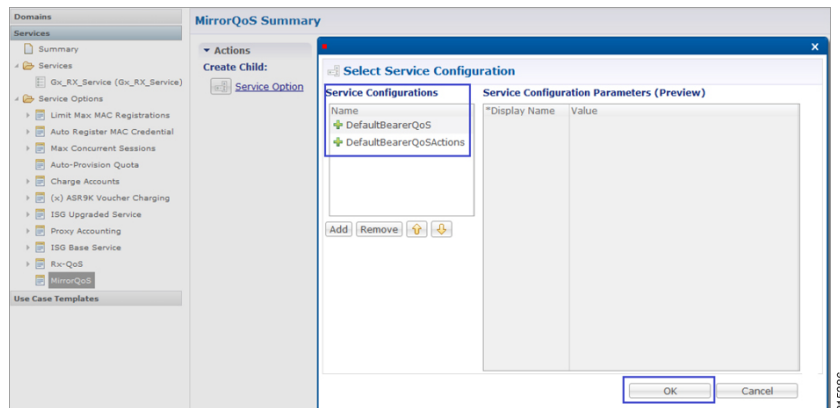 Domains
Services
Summary
Services
Gx_RX_Service (Gx_RX_Service)
Service Options
Limit Max MAC Registrations
Auto Register MAC Credential
Max Concurrent Sessions
Auto-Provision Quota
Charge Accounts
(x) ASR9K Voucher Charging
ISG Upgraded Service
Proxy Accounting
ISG Base Service
Rx-QoS
MirrorQoS
Use Case Templates
MirrorQoS Summary
Actions
Create Child:
Service Option
x
Select Service Configuration
Service Configurations
Name
DefaultBearerQoS
DefaultBearerQoSActions
Add Remove
Service Configuration Parameters (Preview)
*Display Name Value
OK Cancel